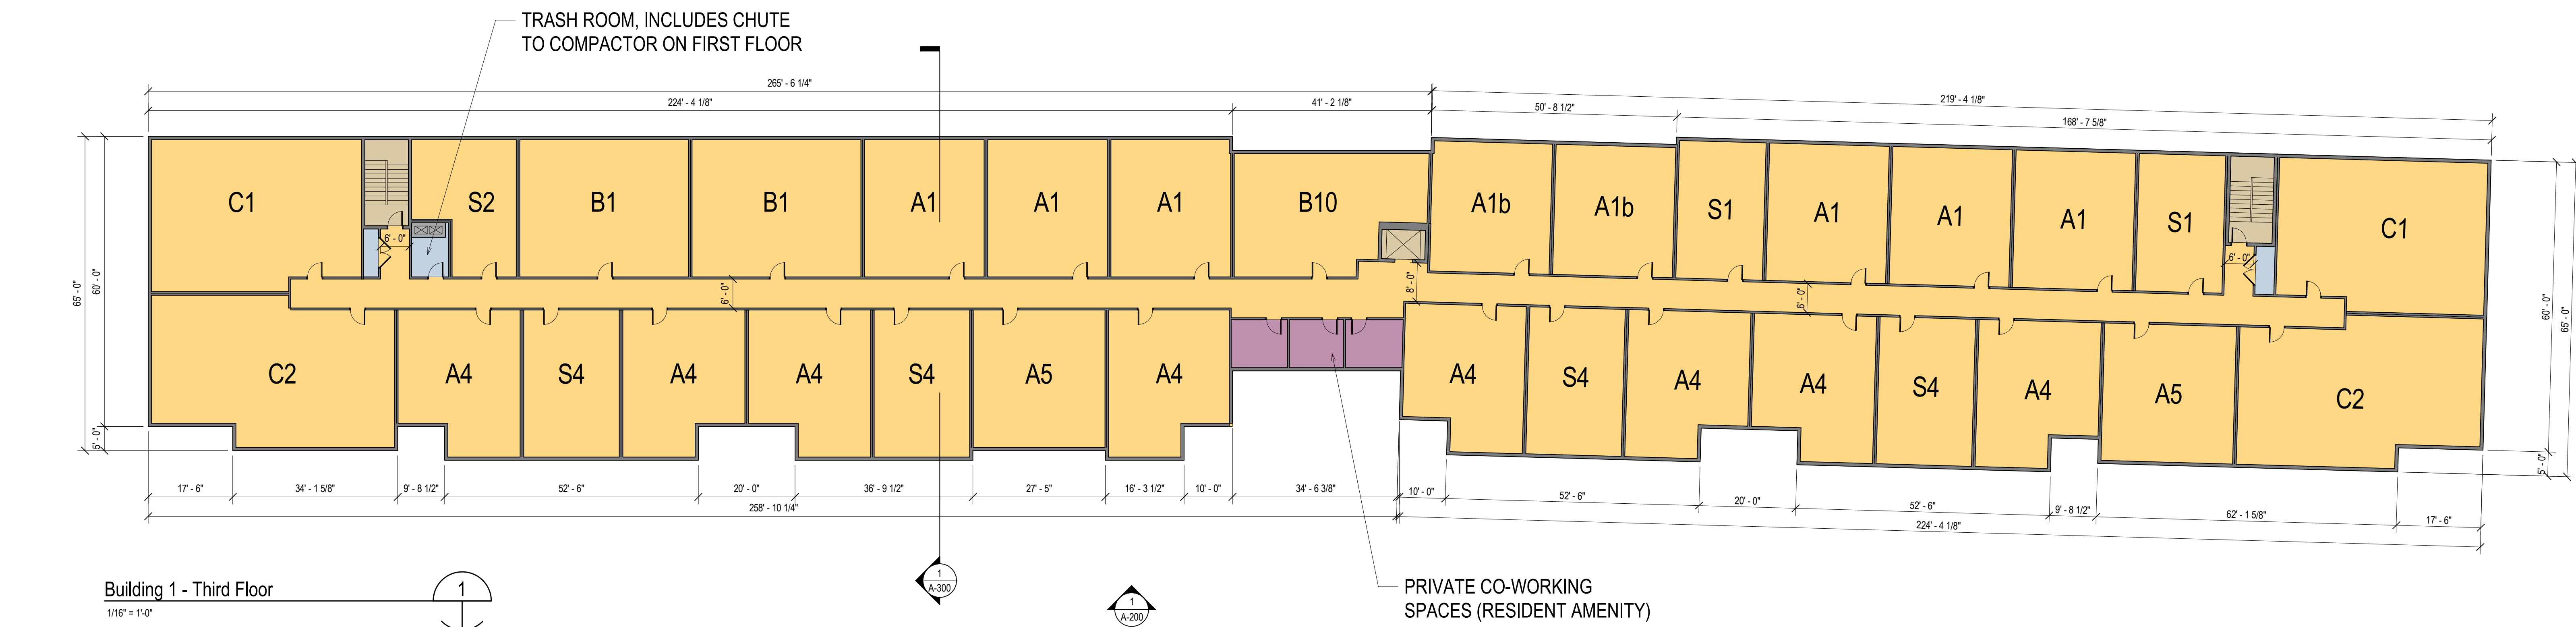 TRASH ROOM, INCLUDES CHUTE
TO COMPACTOR ON FIRST FLOOR
265' - 6 1/4"
219' - 4 1/8"
224' - 4 1/8"
41' - 2 1/8"
50' - 8 1/2"
168' - 7 5/8"
C1
S2
B1
B1
A1
A1
A1
B10
A1b
A1b
S1
A1
A1
A1
S1
C1
6' - 0"
6' - 0"
65' - 0"
60' - 0"
6' - 0"
8' - 0"
6' - 0"
60' - 0"
65' - 0"
C2
A4
S4
A4
A4
S4
A5
A4
A4
S4
A4
A4
S4
A4
A5
C2
5' - 0"
5' - 0"
17' - 6"
34' - 1 5/8"
9' - 8 1/2"
52' - 6"
20' - 0"
36' - 9 1/2"
27' - 5"
16' - 3 1/2"
10' - 0"
34' - 6 3/8"
10' - 0"
52' - 6"
20' - 0"
52' - 6"
9' - 8 1/2"
62' - 1 5/8"
17' - 6"
258' - 10 1/4"
224' - 4 1/8"
Building 1 - Third Floor
1
1/16" = 1'-0"
1
A-300
1
A-200
PRIVATE CO-WORKING
SPACES (RESIDENT AMENITY)